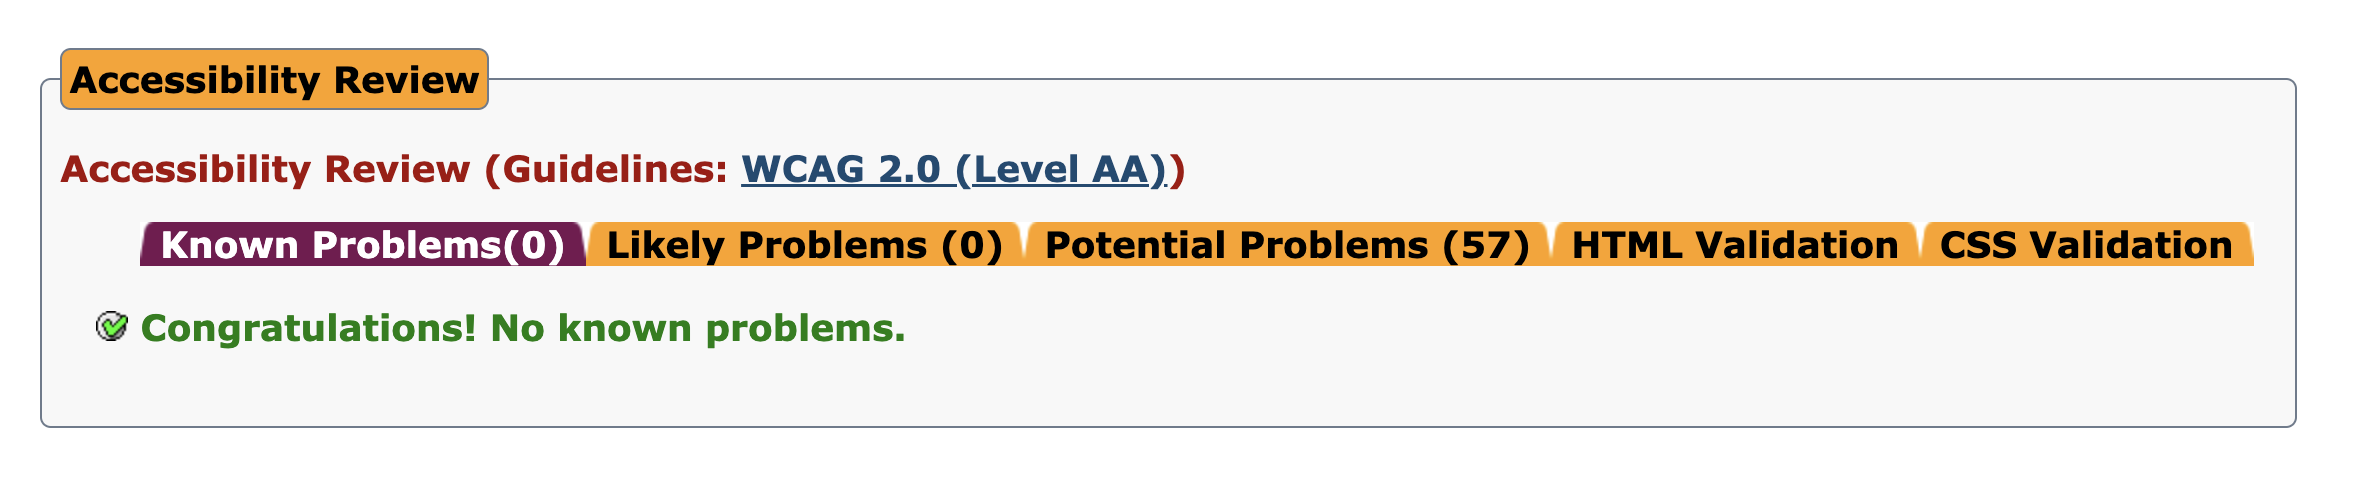 Accessibility Review
Accessibility Review (Guidelines: WCAG 2.0 (Level AA))
Known Problems(0) Likely Problems (0) Potential Problems (57) HTML Validation CSS Validation
Congratulations! No known problems.